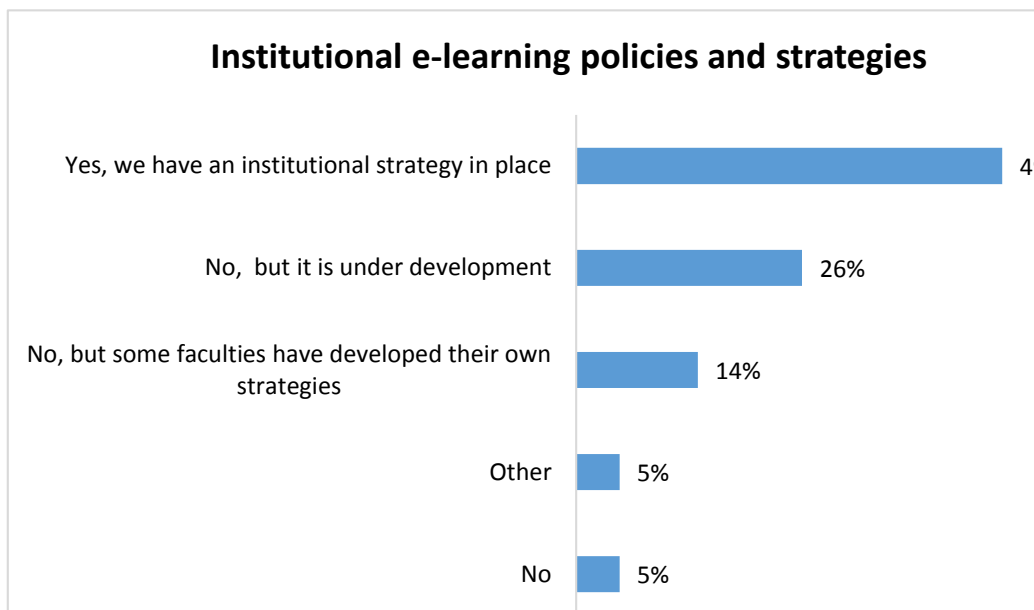 Institutional e-learning policies and strategies
Yes, we have an institutional strategy in place
No,  but it is under development
26%
No, but some faculties have developed their own
strategies
14%
Other
5%
No
5%